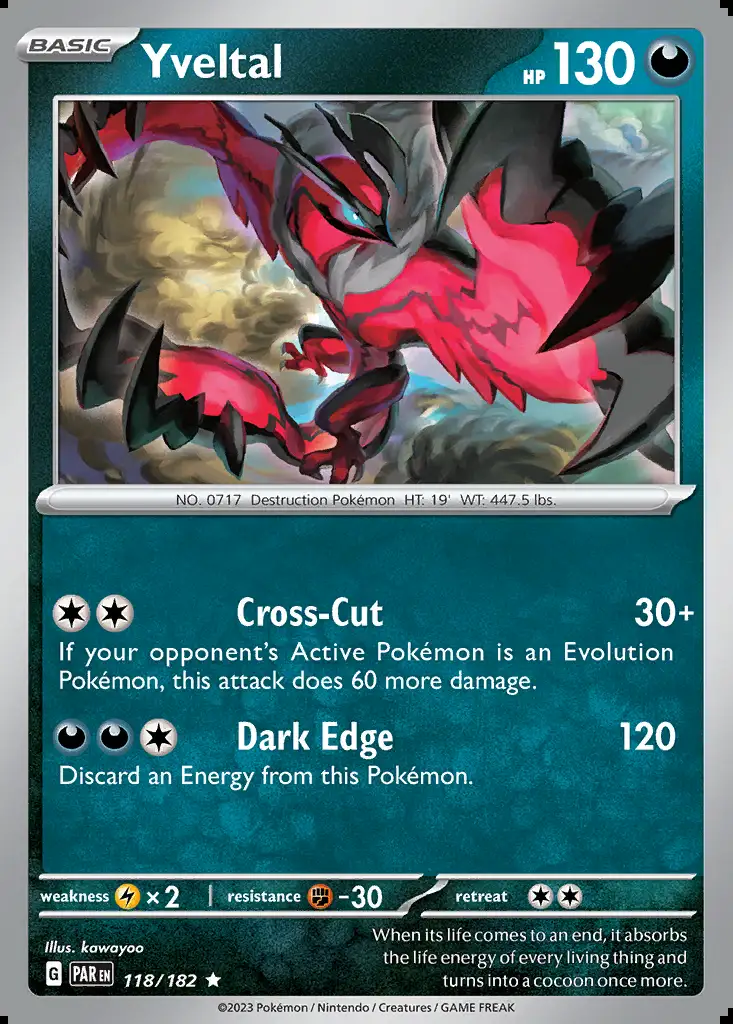 BASIC
Yveltal
HP 130
NO. 0717 Destruction Pokémon HT: 19' WT: 447.5 lbs.
Cross-Cut 30+
If your opponent's Active Pokémon is an Evolution
Pokémon, this attack does 60 more damage.
Dark Edge 120
Discard an Energy from this Pokémon.
weakness ×2 resistance -30 retreat
Illus. kawayoo
When its life comes to an end, it absorbs
the life energy of every living thing and
turns into a cocoon once more.
G PAR EN 118/182 ★
©2023 Pokémon / Nintendo / Creatures / GAME FREAK